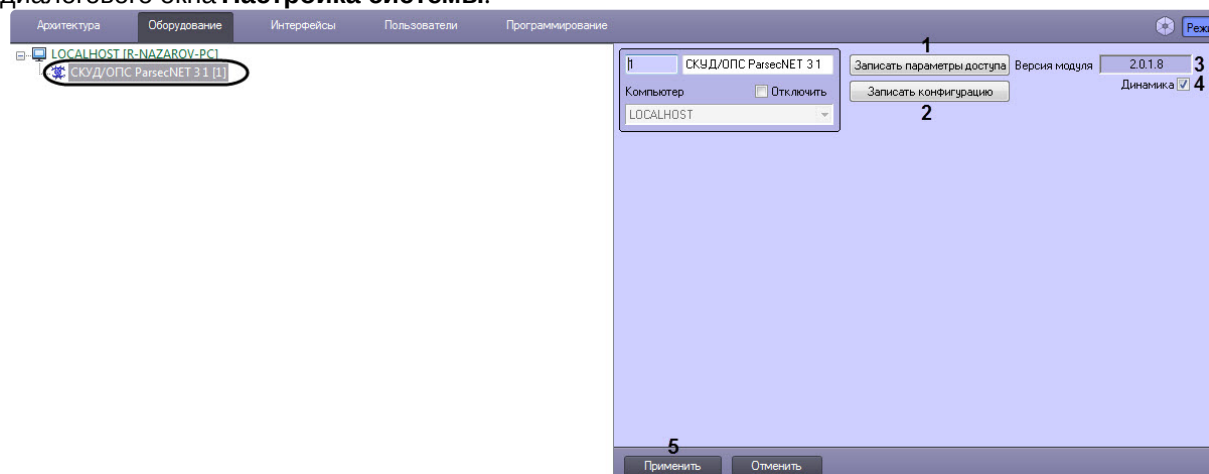 диалогового окна Настройка системы.
Архитектура Оборудование Интерфейсы Пользователи Программирование
LOCALHOST [R-NAZAROV-PC]
СКУД/ОПС ParsecNET 3 1 [1]
1
1 СКУД/ОПС ParsecNET 3 1 Записать параметры доступа Версия модуля 2.0.1.8 3
Компьютер Отключить Записать конфигурацию Динамика 4
LOCALHOST 2
5
Применить Отменить